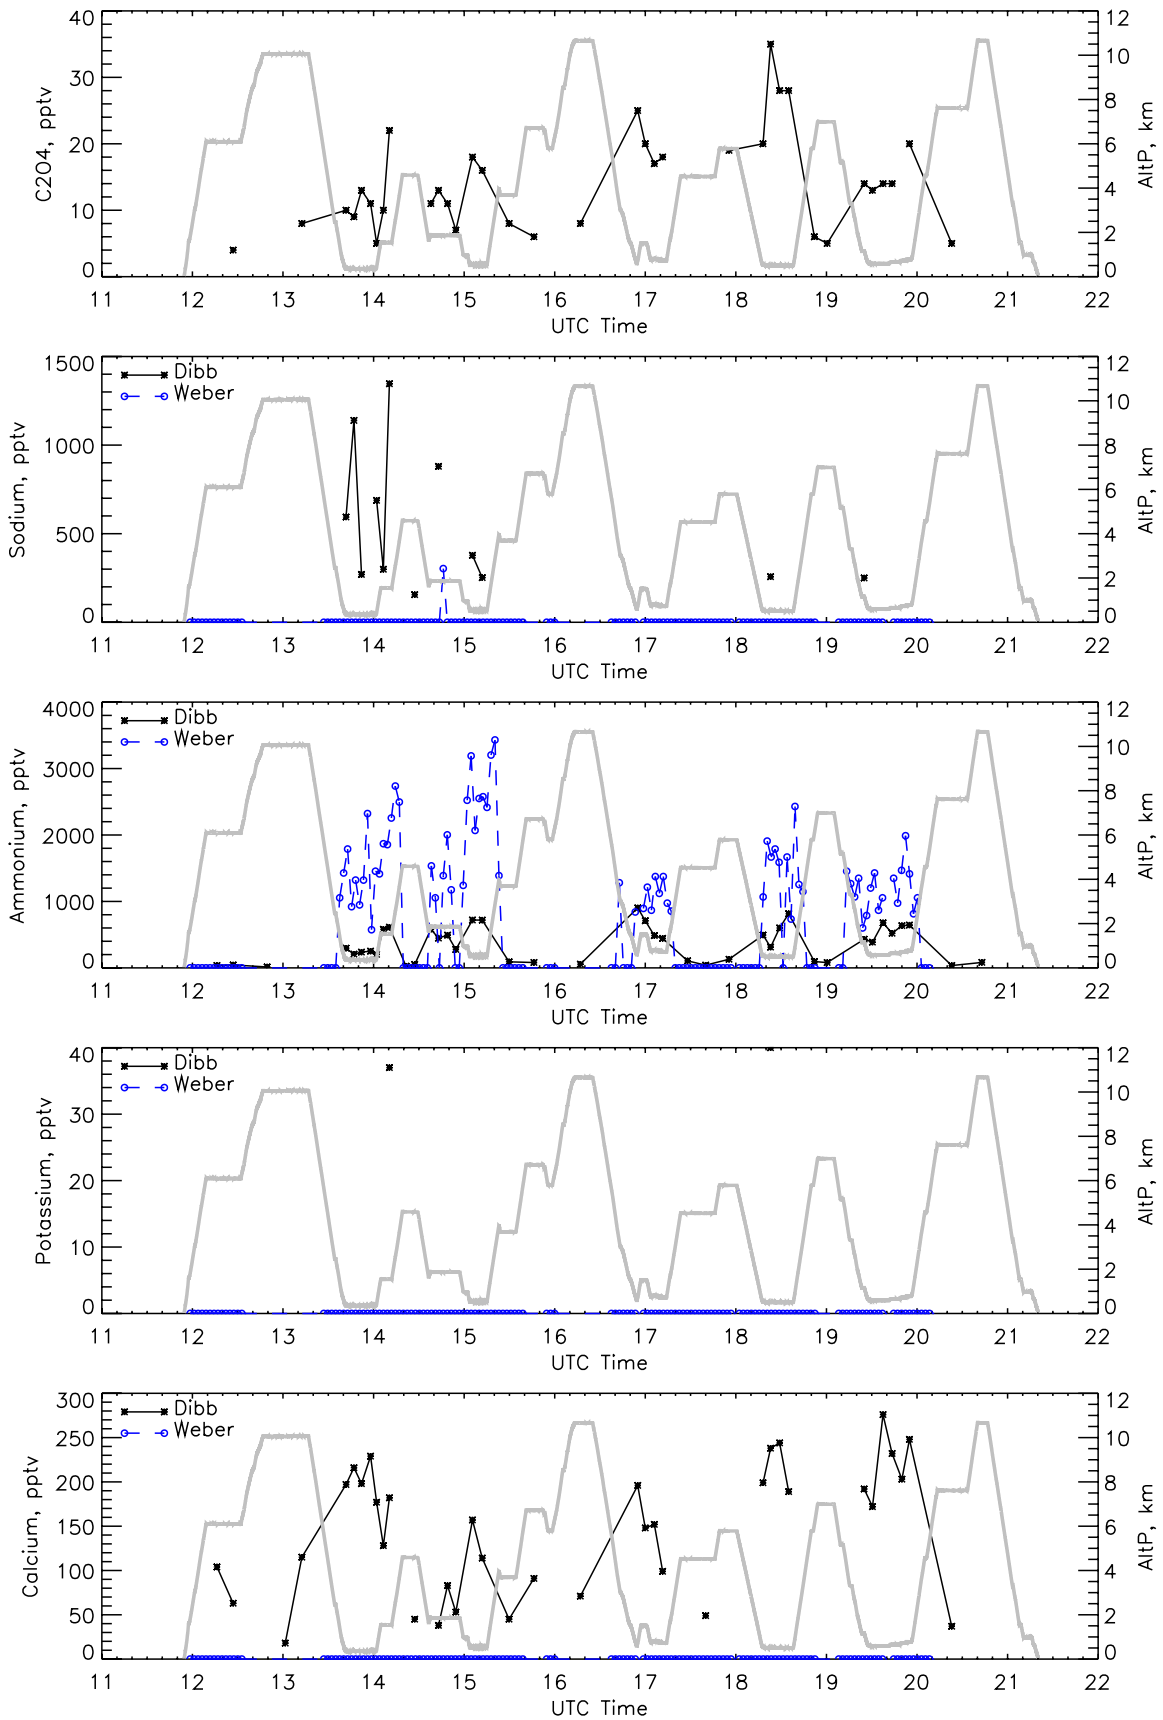 40
30
20
10
0
C2O4, pptv
12
10
8
6
4
2
0
AltP, km
11 12 13 14 15 16 17 18 19 20 21 22
UTC Time
Dibb
Weber
1500
1000
500
0
Sodium, pptv
12
10
8
6
4
2
0
AltP, km
11 12 13 14 15 16 17 18 19 20 21 22
UTC Time
Dibb
Weber
4000
3000
2000
1000
0
Ammonium, pptv
12
10
8
6
4
2
0
AltP, km
11 12 13 14 15 16 17 18 19 20 21 22
UTC Time
Dibb
Weber
40
30
20
10
0
Potassium, pptv
12
10
8
6
4
2
0
AltP, km
11 12 13 14 15 16 17 18 19 20 21 22
UTC Time
Dibb
Weber
300
250
200
150
100
50
0
Calcium, pptv
12
10
8
6
4
2
0
AltP, km
11 12 13 14 15 16 17 18 19 20 21 22
UTC Time